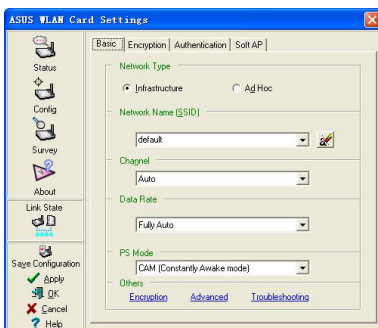 ASUS WLAN Card Settings
Status
Config
Survey
About
Link State
Save Configuration
Apply
OK
Cancel
Help
Basic Encryption Authentication Soft AP
Network Type
Infrastructure Ad Hoc
Network Name (SSID)
default
Channel
Auto
Data Rate
Fully Auto
PS Mode
CAM (Constantly Awake mode)
Others
Encryption Advanced Troubleshooting